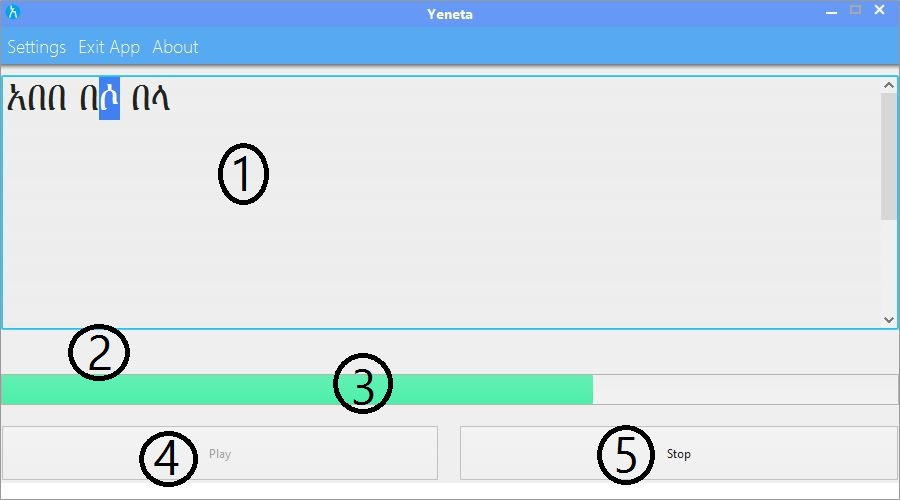 Yeneta
Settings Exit App About
አበበ በሶ በላ
1
2
3
4 Play
5 Stop